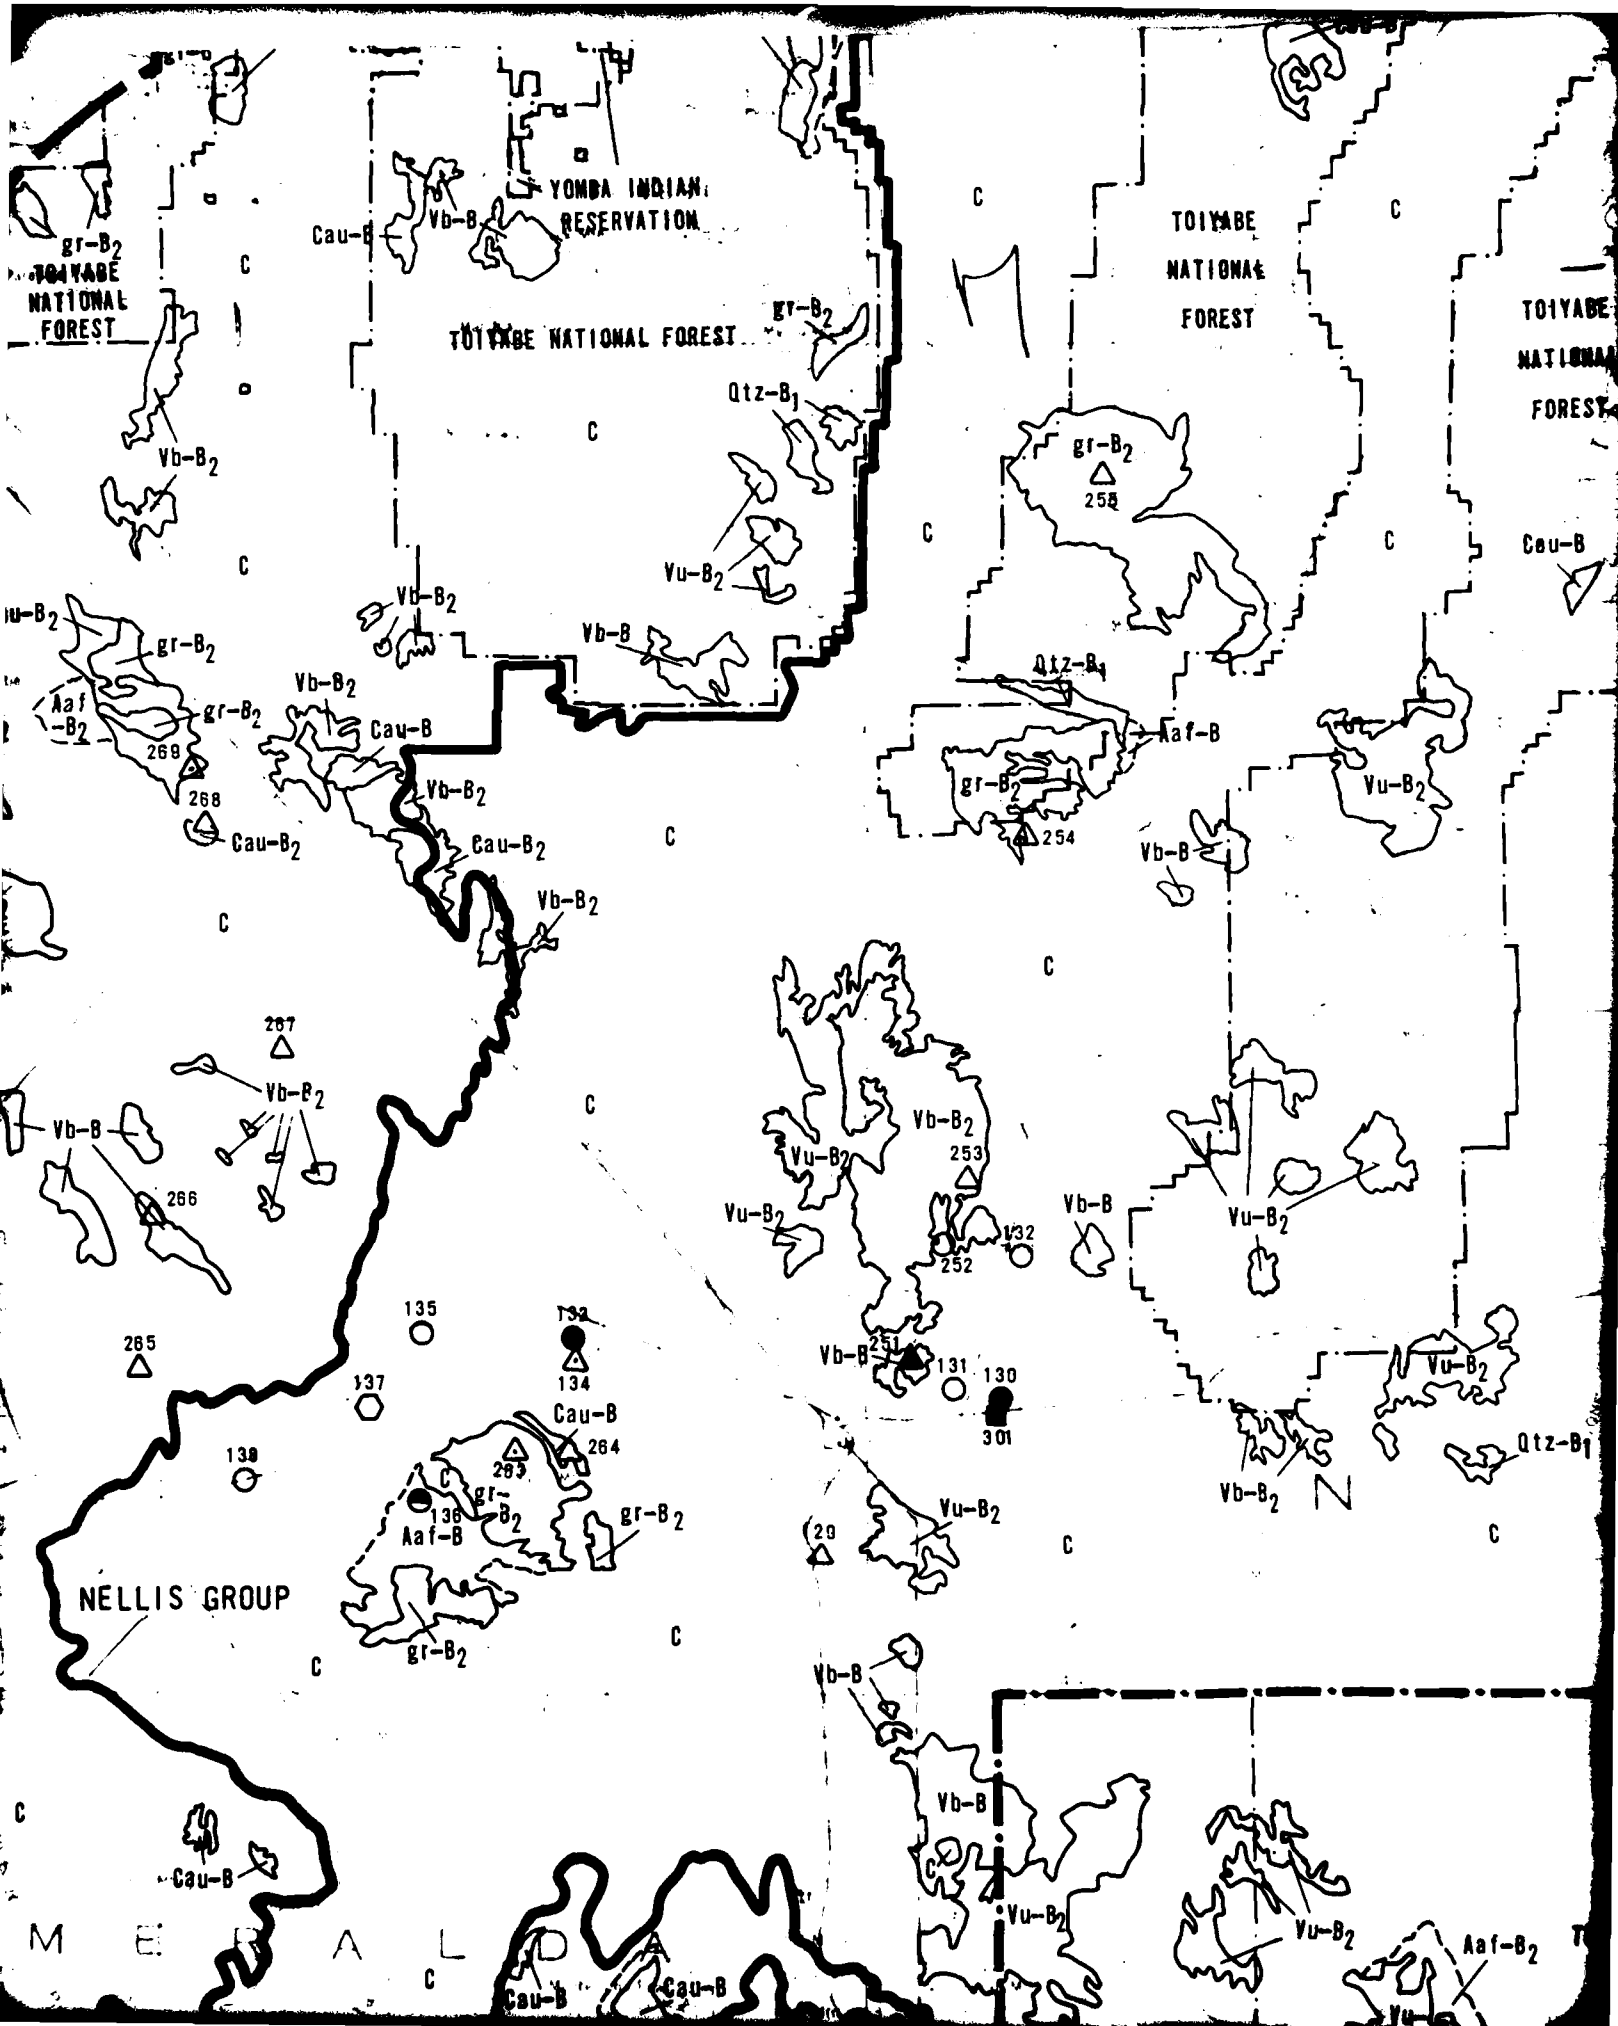 YOMBA INDIAN
RESERVATION
C
C
TOIYABE
NATIONAL
FOREST
Vb-B
Cau-B
gr-B2
TOIYABE
NATIONAL
FOREST
C
gr-B2
TOIYABE NATIONAL FOREST
TOIYABE
NATIONAL
FOREST
Qtz-B1
C
Vb-B2
gr-B2
255
C
C
Cau-B
C
Vu-B2
Vb-B2
Vb-B
gr-B2
Qtz-B1
Aaf
-B2
gr-B2
Vb-B2
Cau-B
Aaf-B
269
268
Cau-B2
Vb-B2
Cau-B2
C
gr-B2
254
Vb-B
Vu-B2
Vb-B2
C
C
267
Vb-B2
Vb-B
266
C
Vb-B2
Vu-B2
253
Vu-B2
252
132
Vb-B
Vu-B2
265
135
133
134
137
Vb-B
251
131
130
301
Vu-B2
Cau-B
264
263
138
C
gr-
B2
136
Aaf-B
gr-B2
Qtz-B1
Vb-B2
N
Vu-B2
C
C
29
NELLIS GROUP
gr-B2
C
C
Vb-B
Vb-B
C
C
Cau-B
Vu-B2
Vu-B2
Aaf-B2
M E R A L D A
C
Cau-B
Cau-B
Vu